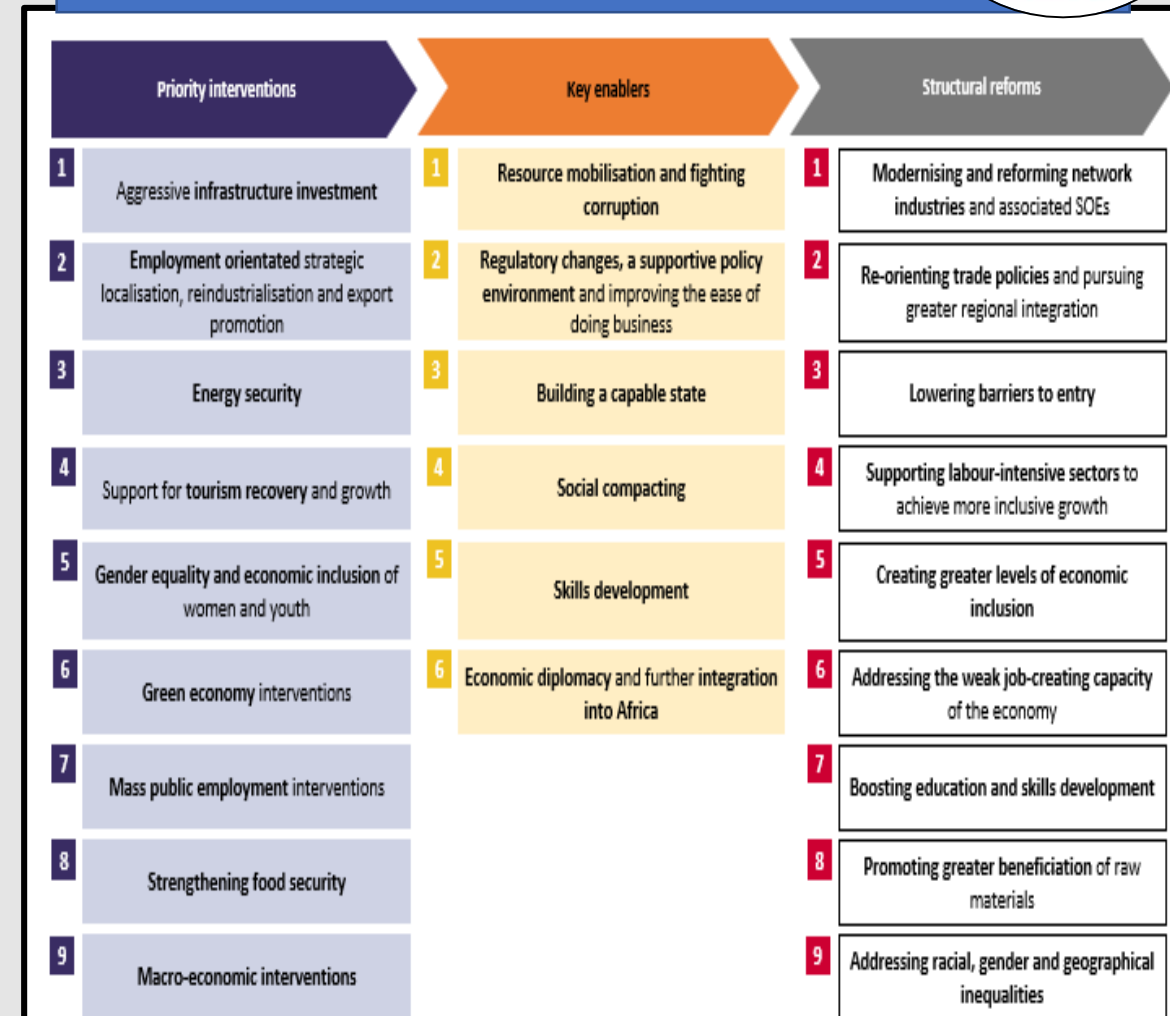 Priority interventions
Key enablers
Structural reforms
1
Aggressive infrastructure investment
2
Employment orientated strategic
localisation, reindustrialisation and export
promotion
3
Energy security
4
Support for tourism recovery and growth
5
Gender equality and economic inclusion of
women and youth
6
Green economy interventions
7
Mass public employment interventions
8
Strengthening food security
9
Macro-economic interventions
1
Resource mobilisation and fighting
corruption
2
Regulatory changes, a supportive policy
environment and improving the ease of
doing business
3
Building a capable state
4
Social compacting
5
Skills development
6
Economic diplomacy and further integration
into Africa
1
Modernising and reforming network
industries and associated SOEs
2
Re-orienting trade policies and pursuing
greater regional integration
3
Lowering barriers to entry
4
Supporting labour-intensive sectors to
achieve more inclusive growth
5
Creating greater levels of economic
inclusion
6
Addressing the weak job-creating capacity
of the economy
7
Boosting education and skills development
8
Promoting greater beneficiation of raw
materials
9
Addressing racial, gender and geographical
inequalities